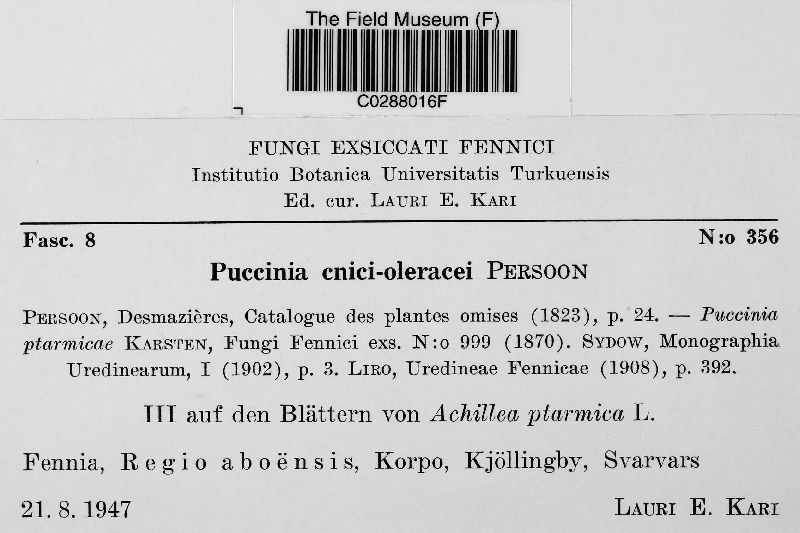 The Field Museum (F)
C0288016F
FUNGI EXSICCATI FENNICI
Institutio Botanica Universitatis Turkuensis
Ed. cur. LAURI E. KARI
Fasc. 8 N:o 356
Puccinia cnici-oleracei PERSOON
PERSOON, Desmazières, Catalogue des plantes omises (1823), p. 24. — Puccinia
ptarmicae KARSTEN, Fungi Fennici exs. N:o 999 (1870). SYDOW, Monographia
Uredinearum, I (1902), p. 3. LIRO, Uredineae Fennicae (1908), p. 392.
III auf den Blättern von Achillea ptarmica L.
Fennia, Regio aboënsis, Korpo, Kjöllingby, Svarvars
21. 8. 1947 LAURI E. KARI